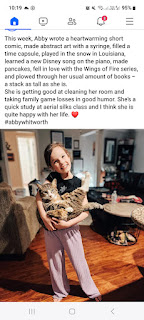 10:19
95%
This week, Abby wrote a heartwarming short
comic, made abstract art with a syringe, filled a
time capsule, played in the snow in Louisiana,
learned a new Disney song on the piano, made
pancakes, fell in love with the Wings of Fire series,
and plowed through her usual amount of books –
a stack as tall as she is.
She is getting good at cleaning her room and
taking family game losses in good humor. She's a
quick study at aerial silks class and I think she is
quite happy with her life. ❤️
#abbywhitworth